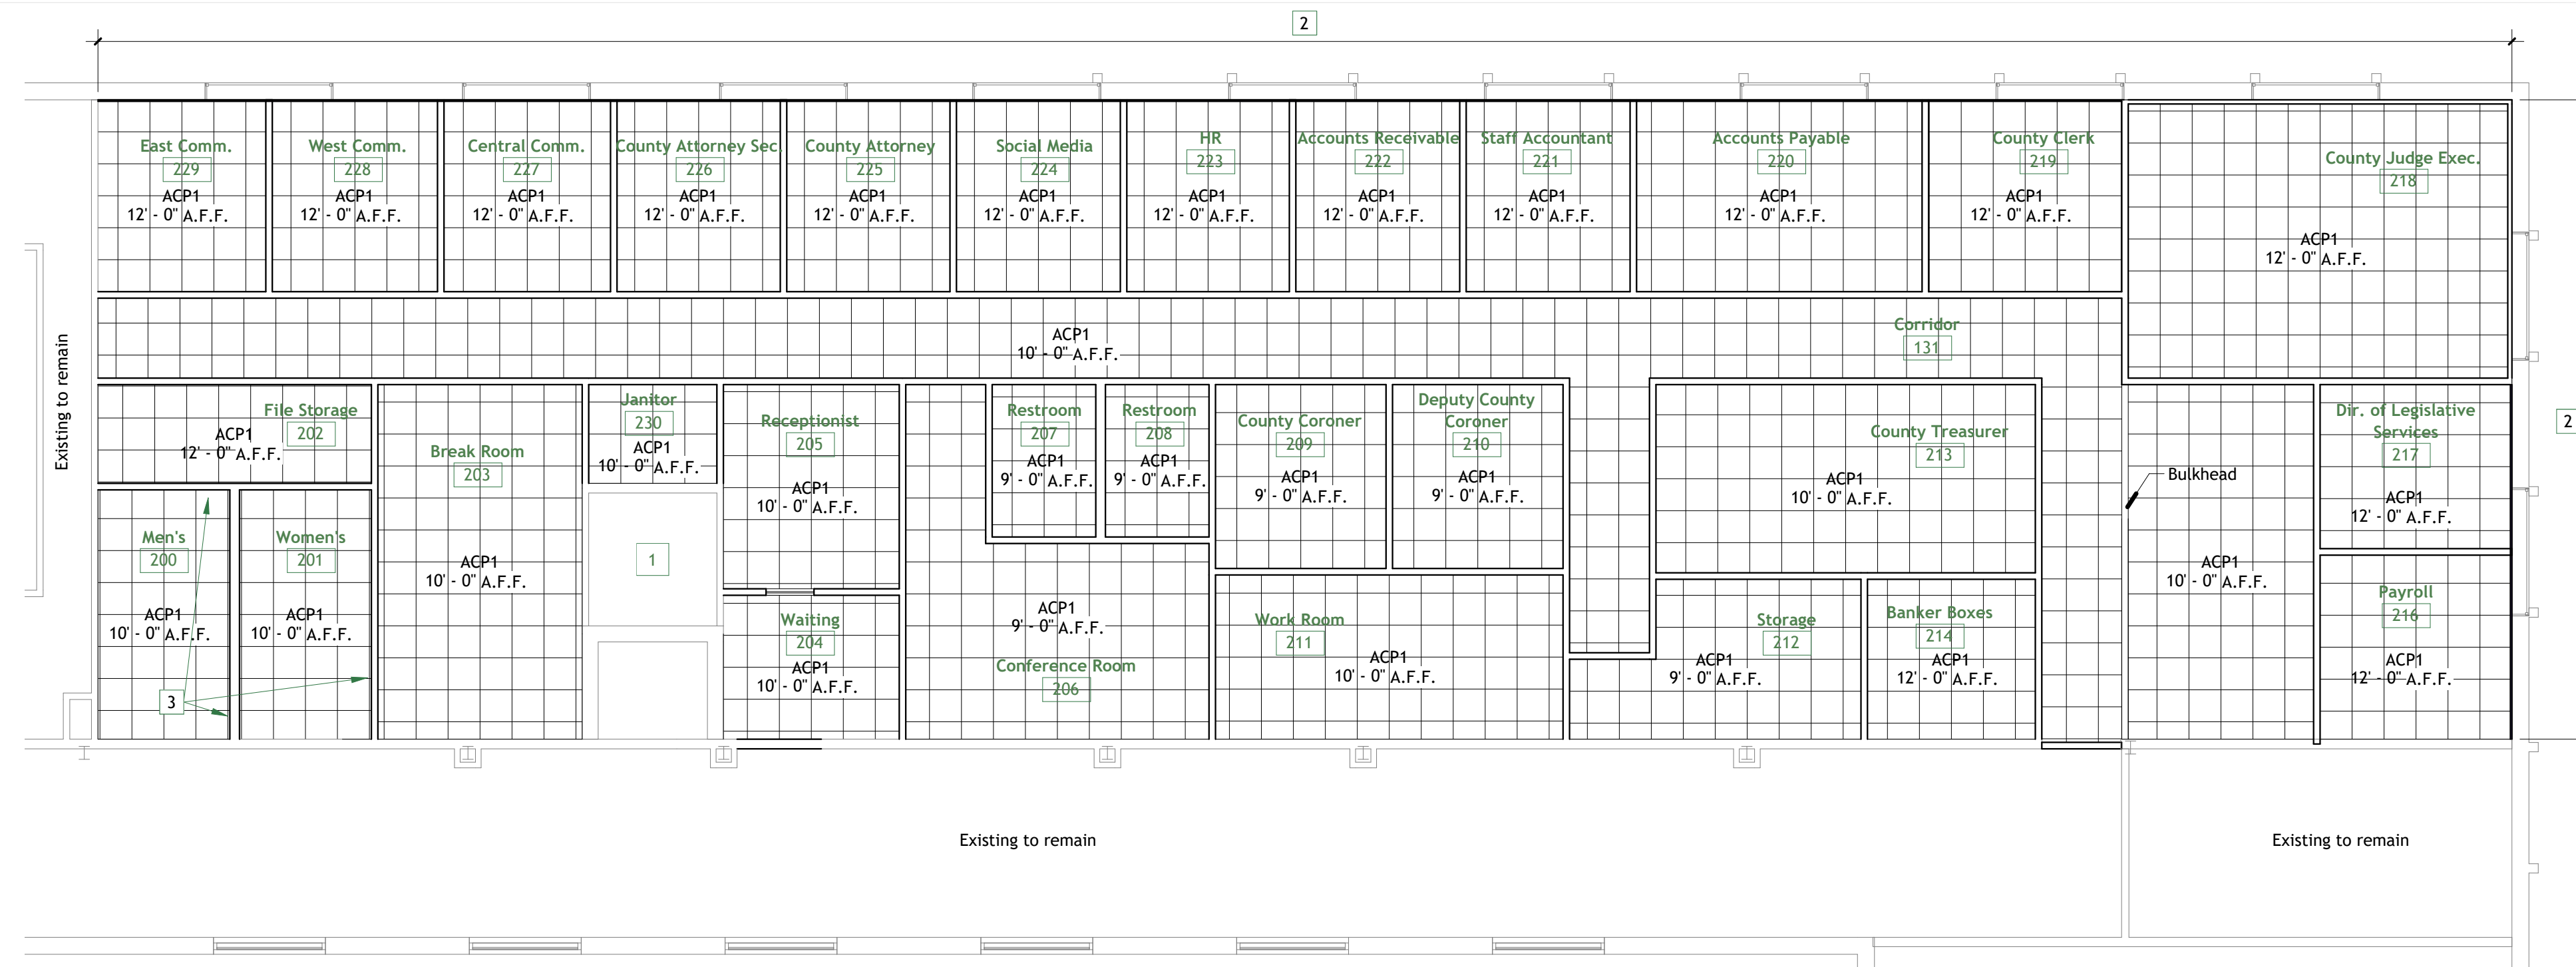 2
East Comm.
229
ACP1
12' - 0" A.F.F.
West Comm.
228
ACP1
12' - 0" A.F.F.
Central Comm.
227
ACP1
12' - 0" A.F.F.
County Attorney Sec.
226
ACP1
12' - 0" A.F.F.
County Attorney
225
ACP1
12' - 0" A.F.F.
Social Media
224
ACP1
12' - 0" A.F.F.
HR
223
ACP1
12' - 0" A.F.F.
Accounts Receivable
222
ACP1
12' - 0" A.F.F.
Staff Accountant
221
ACP1
12' - 0" A.F.F.
Accounts Payable
220
ACP1
12' - 0" A.F.F.
County Clerk
219
ACP1
12' - 0" A.F.F.
County Judge Exec.
218
ACP1
12' - 0" A.F.F.
Existing to remain
ACP1
10' - 0" A.F.F.
Corridor
131
File Storage
202
ACP1
12' - 0" A.F.F.
Break Room
203
ACP1
10' - 0" A.F.F.
Janitor
230
ACP1
10' - 0" A.F.F.
Receptionist
205
ACP1
10' - 0" A.F.F.
Restroom
207
ACP1
9' - 0" A.F.F.
Restroom
208
ACP1
9' - 0" A.F.F.
County Coroner
209
ACP1
9' - 0" A.F.F.
Deputy County
Coroner
210
ACP1
9' - 0" A.F.F.
County Treasurer
213
ACP1
10' - 0" A.F.F.
Bulkhead
ACP1
10' - 0" A.F.F.
Dir. of Legislative
Services
217
ACP1
12' - 0" A.F.F.
2
Men's
200
ACP1
10' - 0" A.F.F.
Women's
201
ACP1
10' - 0" A.F.F.
3
1
Waiting
204
ACP1
10' - 0" A.F.F.
ACP1
9' - 0" A.F.F.
Conference Room
206
Work Room
211
ACP1
10' - 0" A.F.F.
Storage
212
ACP1
9' - 0" A.F.F.
Banker Boxes
214
ACP1
12' - 0" A.F.F.
Payroll
216
ACP1
12' - 0" A.F.F.
Existing to remain
Existing to remain